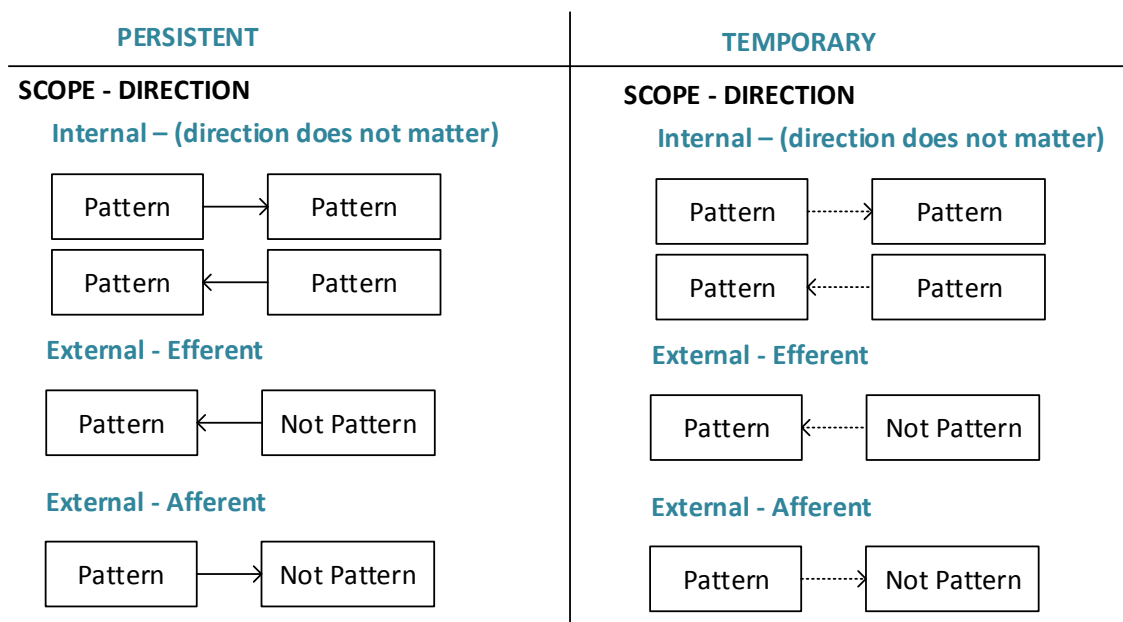 PERSISTENT
SCOPE - DIRECTION
Internal – (direction does not matter)
Pattern Pattern
Pattern Pattern
External - Efferent
Pattern Not Pattern
External - Afferent
Pattern Not Pattern
TEMPORARY
SCOPE - DIRECTION
Internal – (direction does not matter)
Pattern Pattern
Pattern Pattern
External - Efferent
Pattern Not Pattern
External - Afferent
Pattern Not Pattern